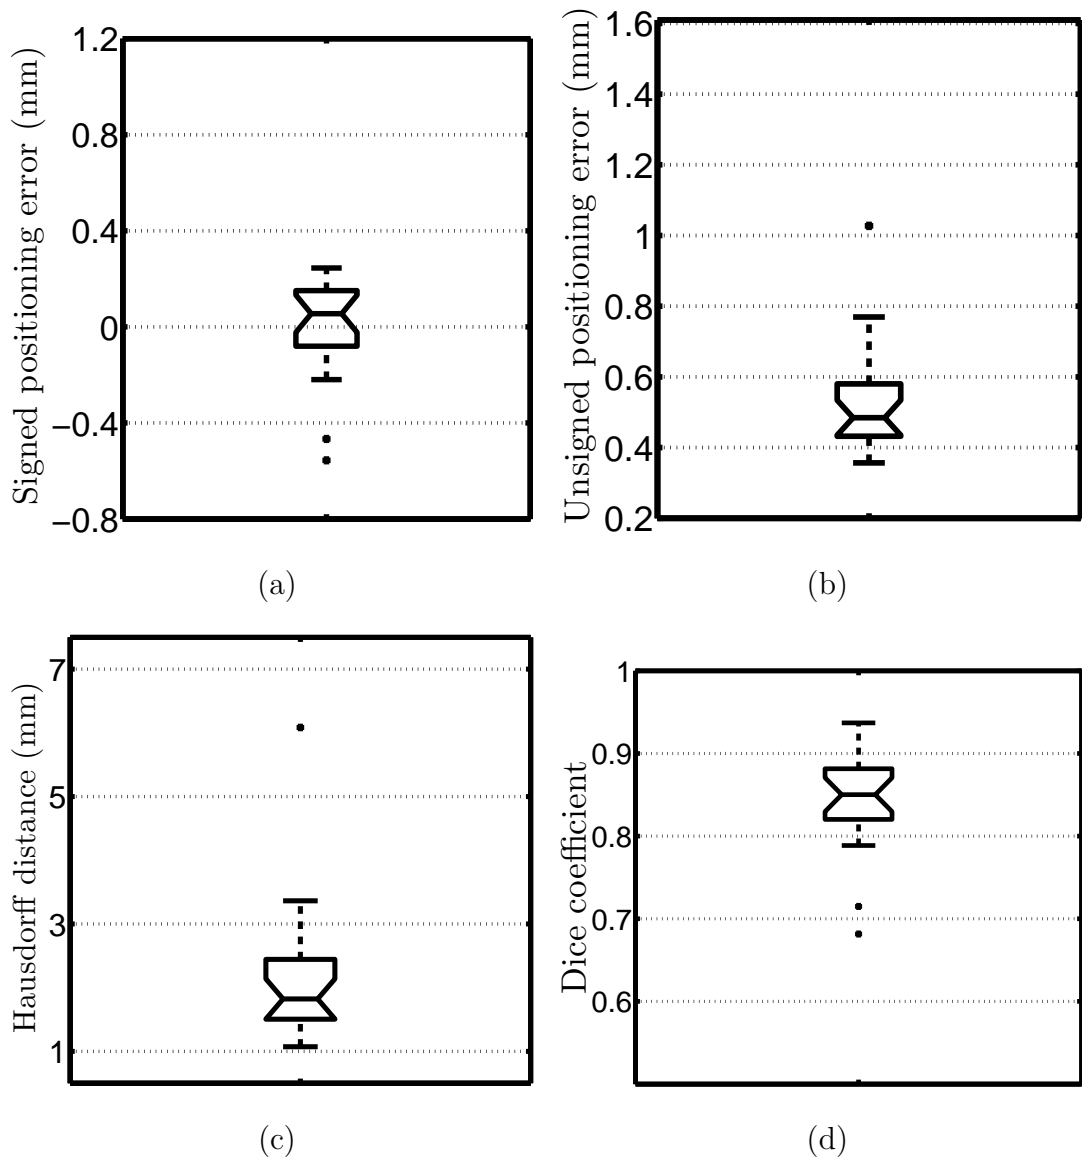 Signed positioning error (mm)
1.2
0.8
0.4
0
−0.4
−0.8
(a)
Unsigned positioning error (mm)
1.6
1.4
1.2
1
0.8
0.6
0.4
0.2
(b)
Hausdorff distance (mm)
7
5
3
1
(c)
Dice coefficient
1
0.9
0.8
0.7
0.6
(d)